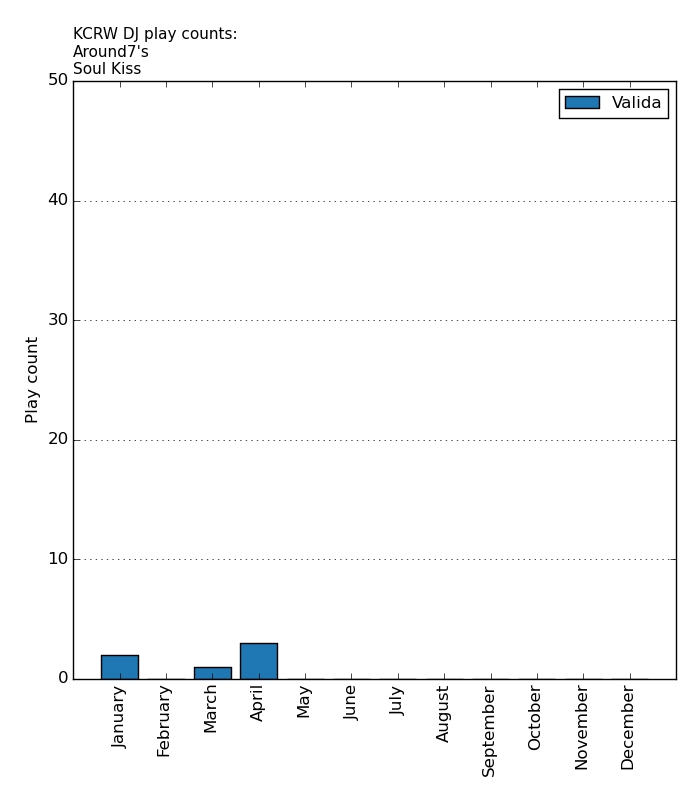 KCRW DJ play counts:
Around7's
Soul Kiss
Valida
50
40
30
20
10
0
Play count
January
February
March
April
May
June
July
August
September
October
November
December